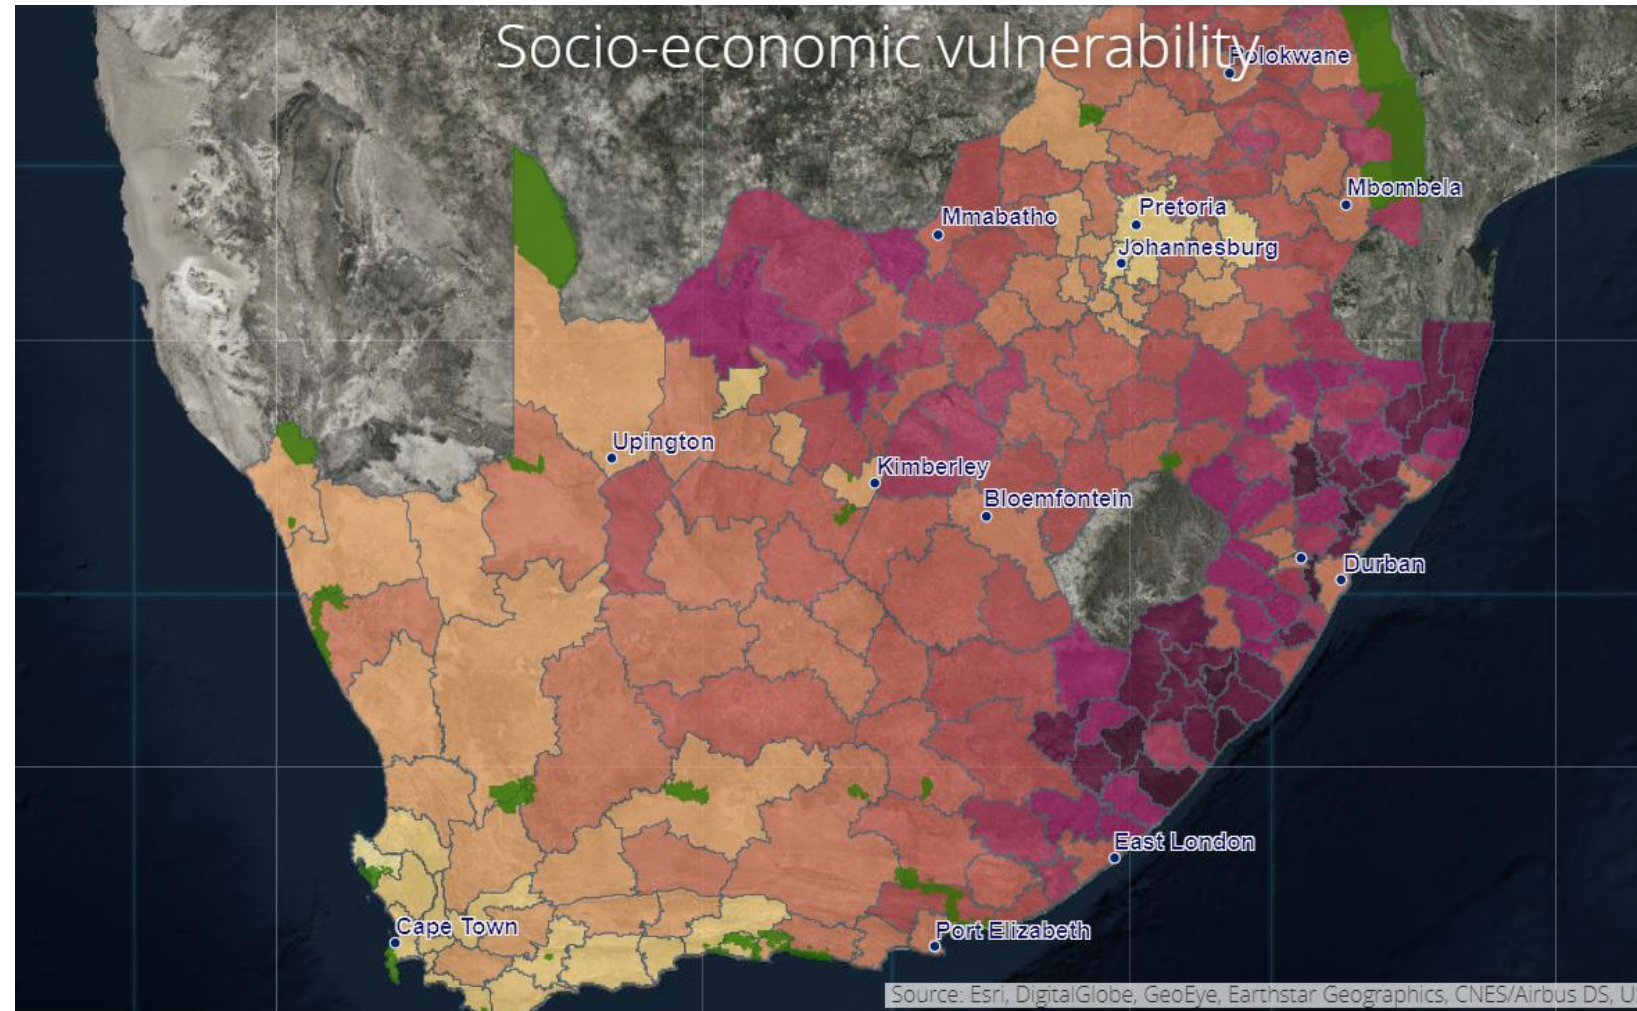 Socio-economic vulnerability
Polokwane
Mbombela
Pretoria
Mmabatho
Johannesburg
Upington
Kimberley
Bloemfontein
Durban
East London
Cape Town
Port Elizabeth
Source: Esri, DigitalGlobe, GeoEye, Earthstar Geographics, CNES/Airbus DS, U